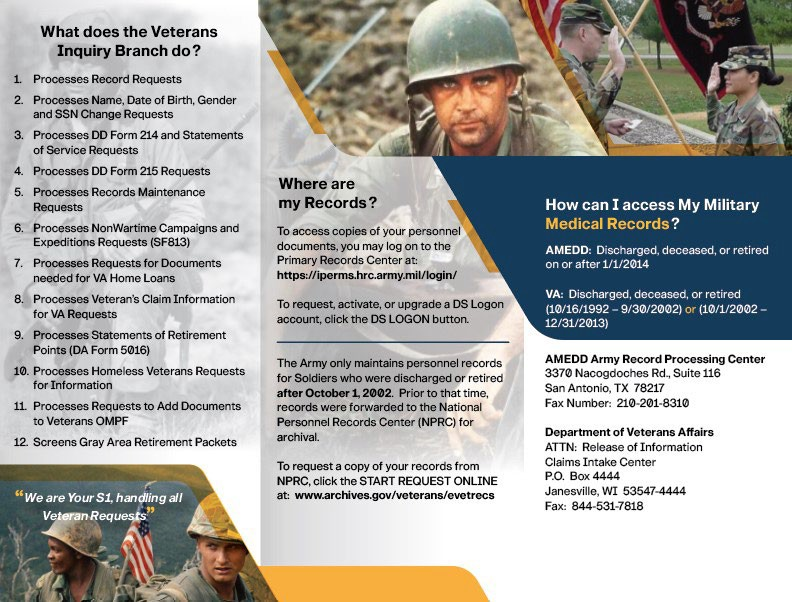 What does the Veterans
Inquiry Branch do?
1. Processes Record Requests
2. Processes Name, Date of Birth, Gender
and SSN Change Requests
3. Processes DD Form 214 and Statements
of Service Requests
4. Processes DD Form 215 Requests
5. Processes Records Maintenance
Requests
6. Processes NonWartime Campaigns and
Expeditions Requests (SF813)
7. Processes Requests for Documents
needed for VA Home Loans
8. Processes Veteran's Claim Information
for VA Requests
9. Processes Statements of Retirement
Points (DA Form 5016)
10. Processes Homeless Veterans Requests
for Information
11. Processes Requests to Add Documents
to Veterans OMPF
12. Screens Gray Area Retirement Packets
“We are Your S1, handling all
Veteran Requests”
Where are
my Records?
To access copies of your personnel
documents, you may log on to the
Primary Records Center at:
https://iperms.hrc.army.mil/login/
To request, activate, or upgrade a DS Logon
account, click the DS LOGON button.
The Army only maintains personnel records
for Soldiers who were discharged or retired
after October 1, 2002. Prior to that time,
records were forwarded to the National
Personnel Records Center (NPRC) for
archival.
To request a copy of your records from
NPRC, click the START REQUEST ONLINE
at: www.archives.gov/veterans/evetrecs
How can I access My Military
Medical Records?
AMEDD: Discharged, deceased, or retired
on or after 1/1/2014
VA: Discharged, deceased, or retired
(10/16/1992 – 9/30/2002) or (10/1/2002 –
12/31/2013)
AMEDD Army Record Processing Center
3370 Nacogdoches Rd., Suite 116
San Antonio, TX 78217
Fax Number: 210-201-8310
Department of Veterans Affairs
ATTN: Release of Information
Claims Intake Center
P.O. Box 4444
Janesville, WI 53547-4444
Fax: 844-531-7818